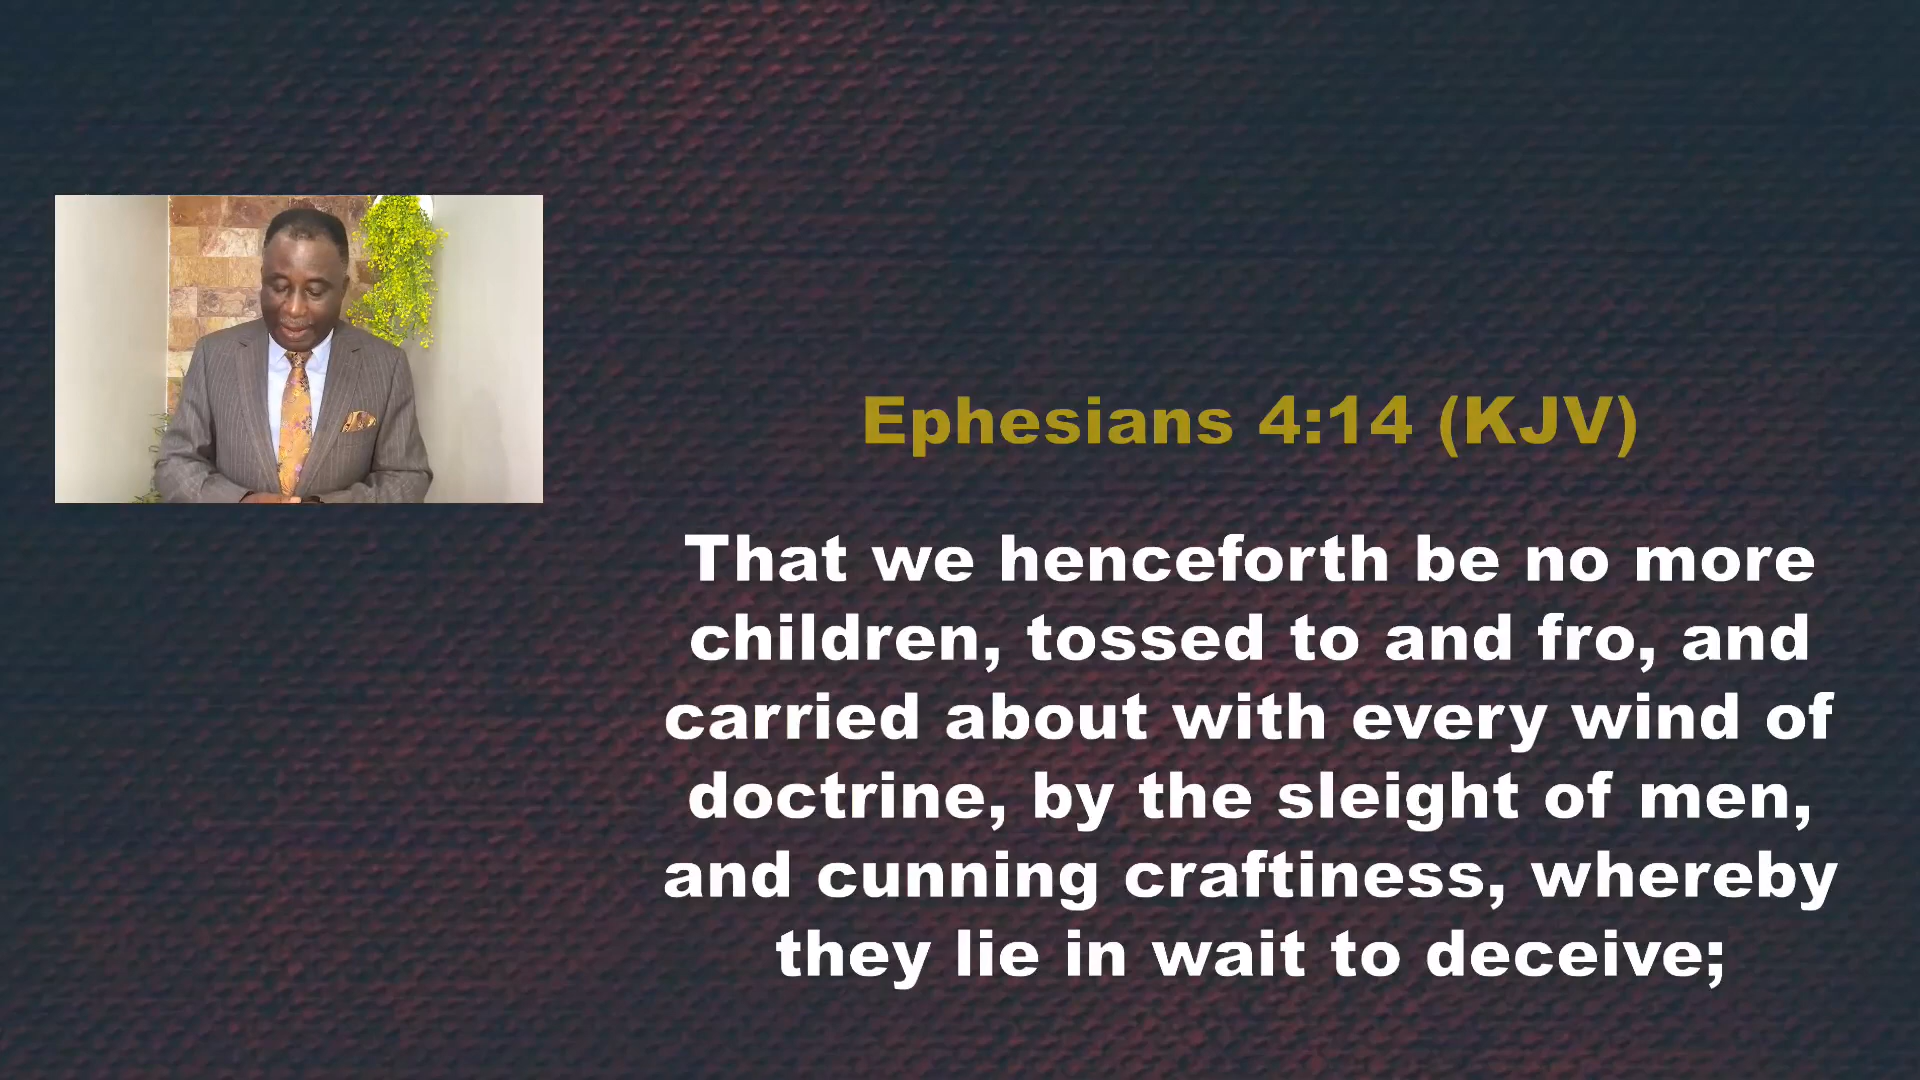 Ephesians 4:14 (KJV)
That we henceforth be no more
children, tossed to and fro, and
carried about with every wind of
doctrine, by the sleight of men,
and cunning craftiness, whereby
they lie in wait to deceive;